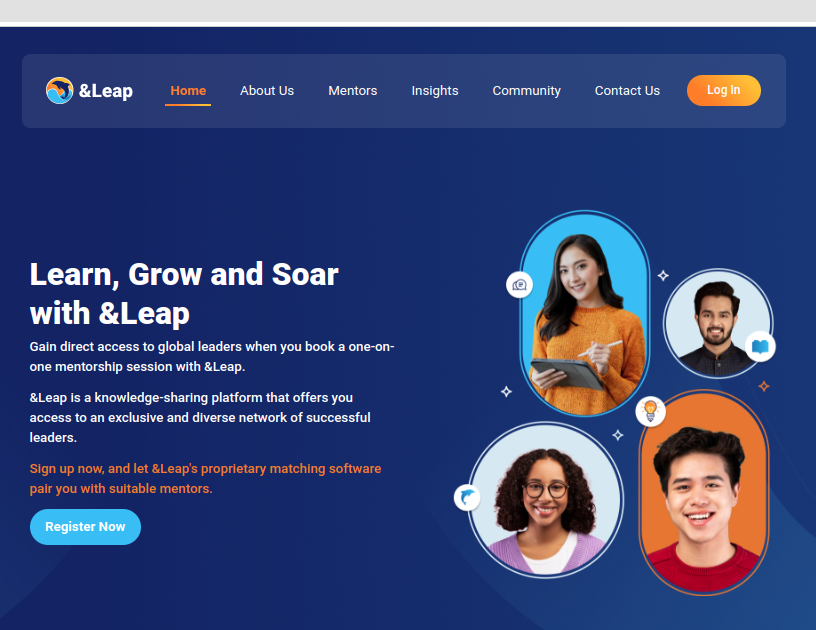 &Leap
Home
About Us
Mentors
Insights
Contact Us
Community
Log In
Learn, Grow and Soar
with &Leap
Gain direct access to global leaders when you book a one-on-
one mentorship session with &Leap.
&Leap is a knowledge-sharing platform that offers you
access to an exclusive and diverse network of successful
leaders.
Sign up now, and let &Leap's proprietary matching software
pair you with suitable mentors.
Register Now